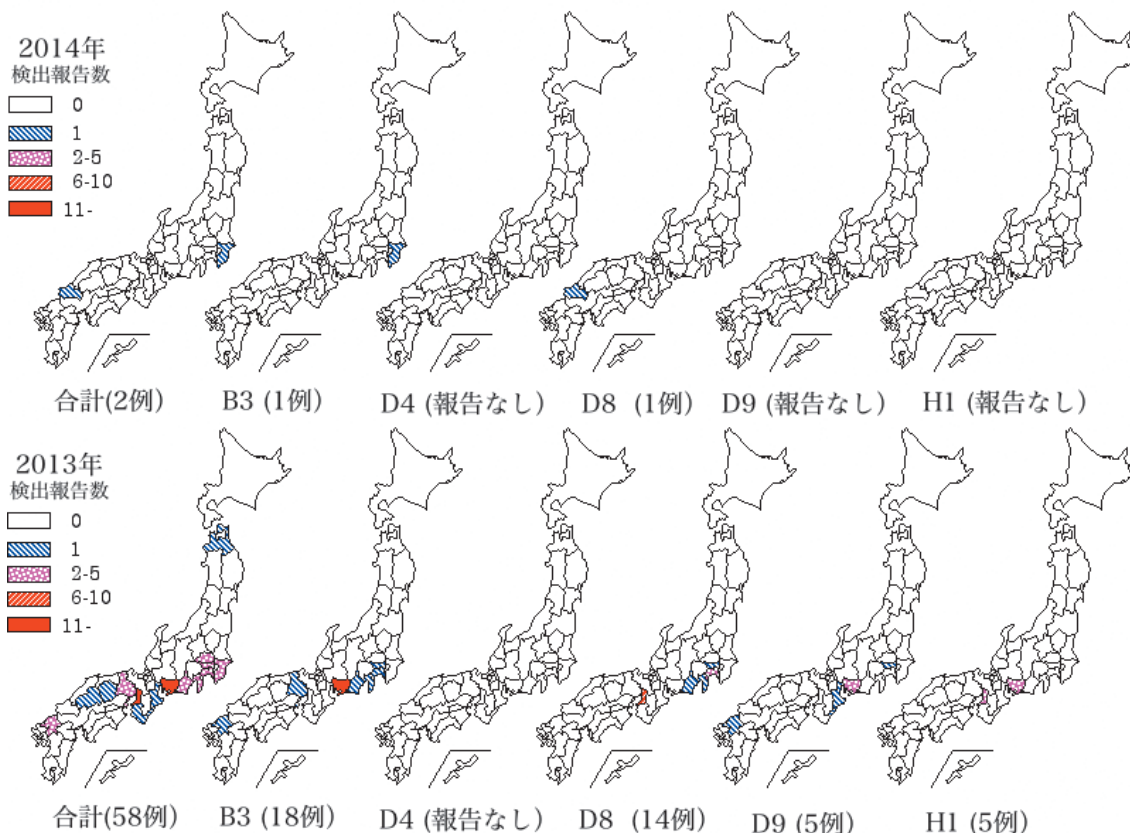 2014年
検出報告数
0
1
2-5
6-10
11-
合計(2例)
B3 (1例)
D4 (報告なし)
D8 (1例)
D9 (報告なし)
H1 (報告なし)
2013年
検出報告数
0
1
2-5
6-10
11-
合計(58例)
B3 (18例)
D4 (報告なし)
D8 (14例)
D9 (5例)
H1 (5例)